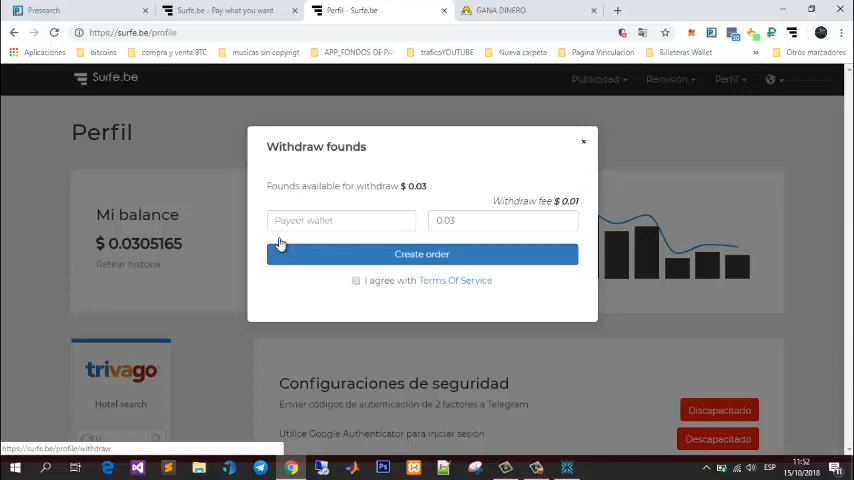 Presearch
Surfe.be - Pay what you want
Perfil - Surfe.be
GANA DINERO
https://surfe.be/profile
Aplicaciones
bitcoins
compra y venta BTC
musicas sin copyrigt
APP_FONDOS DE PA
traficoYOUTUBE
Nueva carpeta
Pagina Vinculacion
Billeteras Wallet
Otros marcadores
Surfe.be
Publicidad
Remisión
Perfil
Perfil
Withdraw founds
Founds available for withdraw $ 0.03
Withdraw fee $ 0.01
Payeer wallet
0.03
Create order
I agree with Terms Of Service
Mi balance
$ 0.0305165
Retirar historia
trivago
Hotel search
City
Configuraciones de seguridad
Enviar códigos de autenticación de 2 factores a Telegram
Discapacitado
Utilice Google Authenticator para iniciar sesión
Descapacitado
https://surfe.be/profile/withdraw
ESP
11:52
15/10/2018